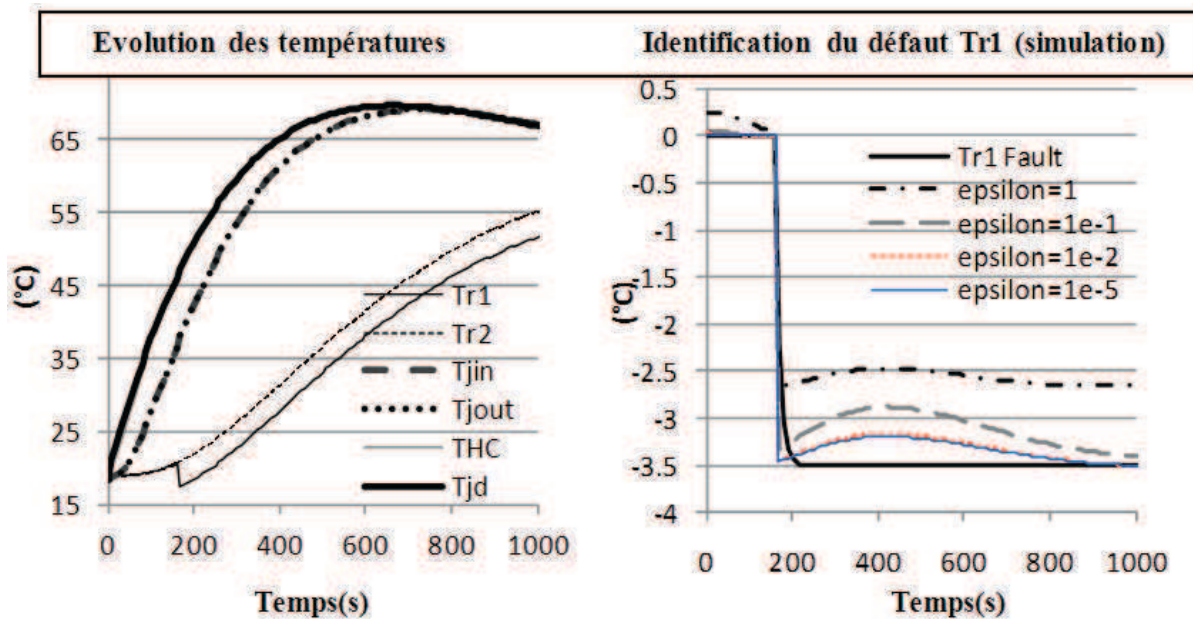 Evolution des températures
Identification du défaut Tr1 (simulation)
65
55
45
35
25
15
(°C)
Tr1
Tr2
Tjin
Tjout
THC
Tjd
0
200
400
600
800
1000
Temps(s)
0.5
0
-0.5
-1
-1.5
-2
-2.5
-3
-3.5
-4
(°C)
Tr1 Fault
epsilon=1
epsilon=1e-1
epsilon=1e-2
epsilon=1e-5
0
200
400
600
800
1000
Temps(s)